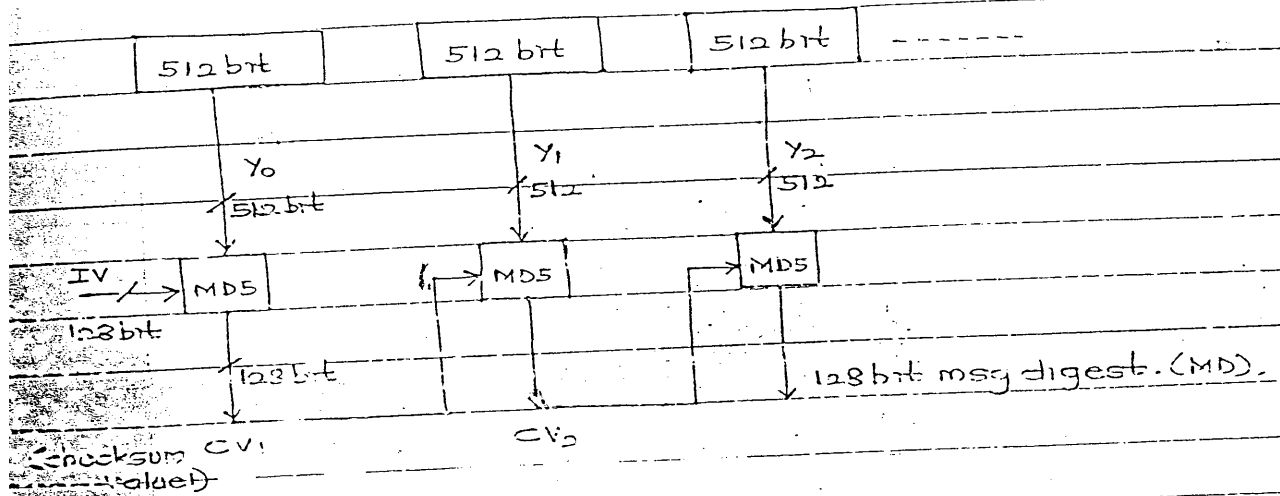 512 bit 512 bit 512 bit -------
Y0 Y1 Y2
512 bit 512 512
IV MD5 MD5 MD5
128 bit
128 bit 128 bit msg digest. (MD).
CV1 CV2
(checksum
value1)